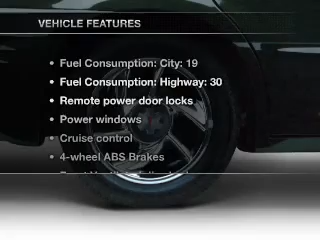 VEHICLE FEATURES
• Fuel Consumption: City: 19
• Fuel Consumption: Highway: 30
• Remote power door locks
• Power windows
• Cruise control
• 4-wheel ABS Brakes